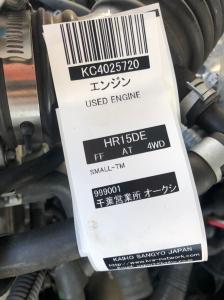 KC4025720
エンジン
USED ENGINE
HR15DE
FF AT 4WD
SMALL-TM
999001
千葉営業所 オークシ
KAIHO SANGYO JAPAN